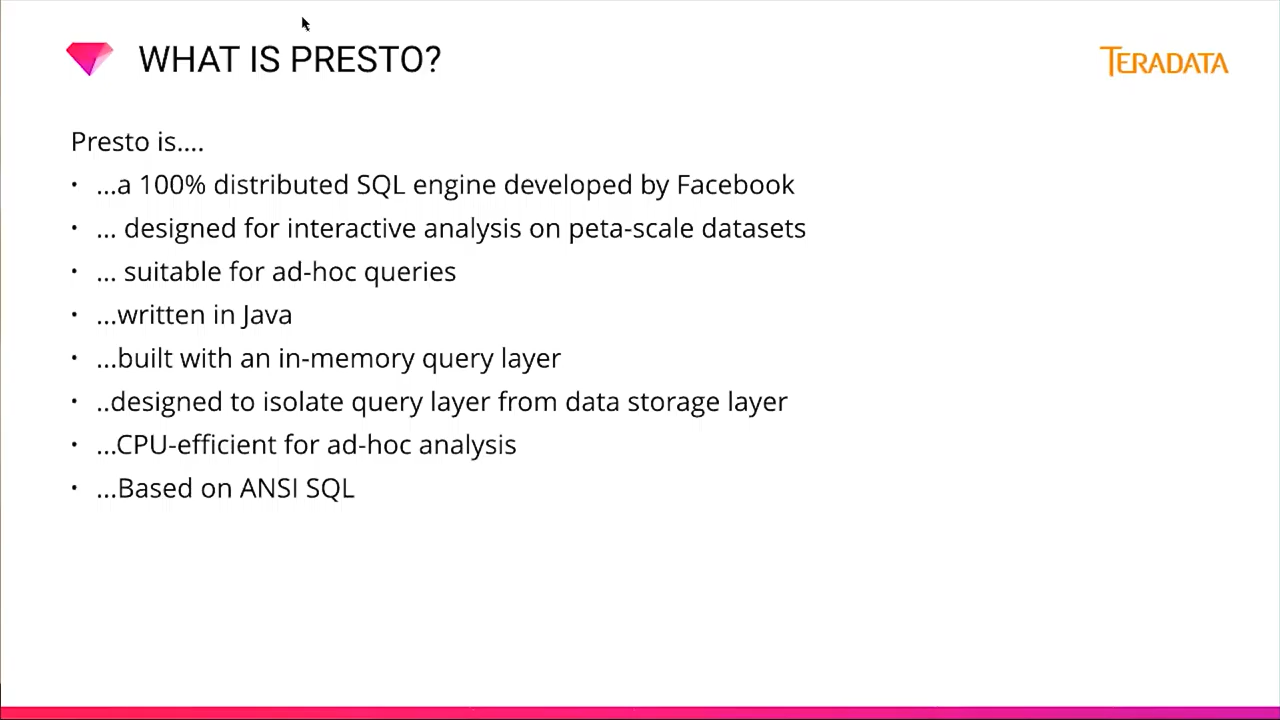 WHAT IS PRESTO?
TERADATA
Presto is....
• ...a 100% distributed SQL engine developed by Facebook
• ... designed for interactive analysis on peta-scale datasets
• ... suitable for ad-hoc queries
• ...written in Java
• ...built with an in-memory query layer
• ..designed to isolate query layer from data storage layer
• ...CPU-efficient for ad-hoc analysis
• ...Based on ANSI SQL